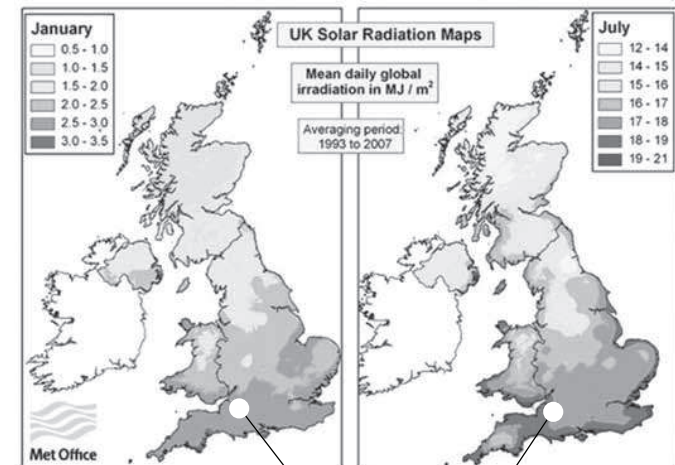 January
0.5 - 1.0
1.0 - 1.5
1.5 - 2.0
2.0 - 2.5
2.5 - 3.0
3.0 - 3.5
UK Solar Radiation Maps
Mean daily global
irradiation in MJ / m²
Averaging period:
1993 to 2007
July
12 - 14
14 - 15
15 - 16
16 - 17
17 - 18
18 - 19
19 - 21
Met Office